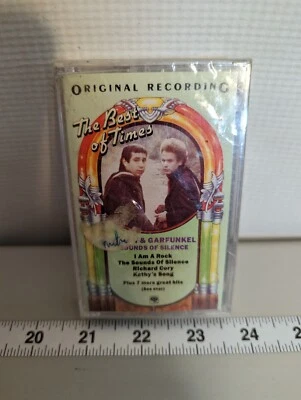 ORIGINAL RECORDING
The Best
of Times
& GARFUNKEL
SOUNDS OF SILENCE
I Am A Rock
The Sounds Of Silence
Richard Cory
Kathy's Song
Plus 7 more great hits
(See over)
20 21 22 23 24